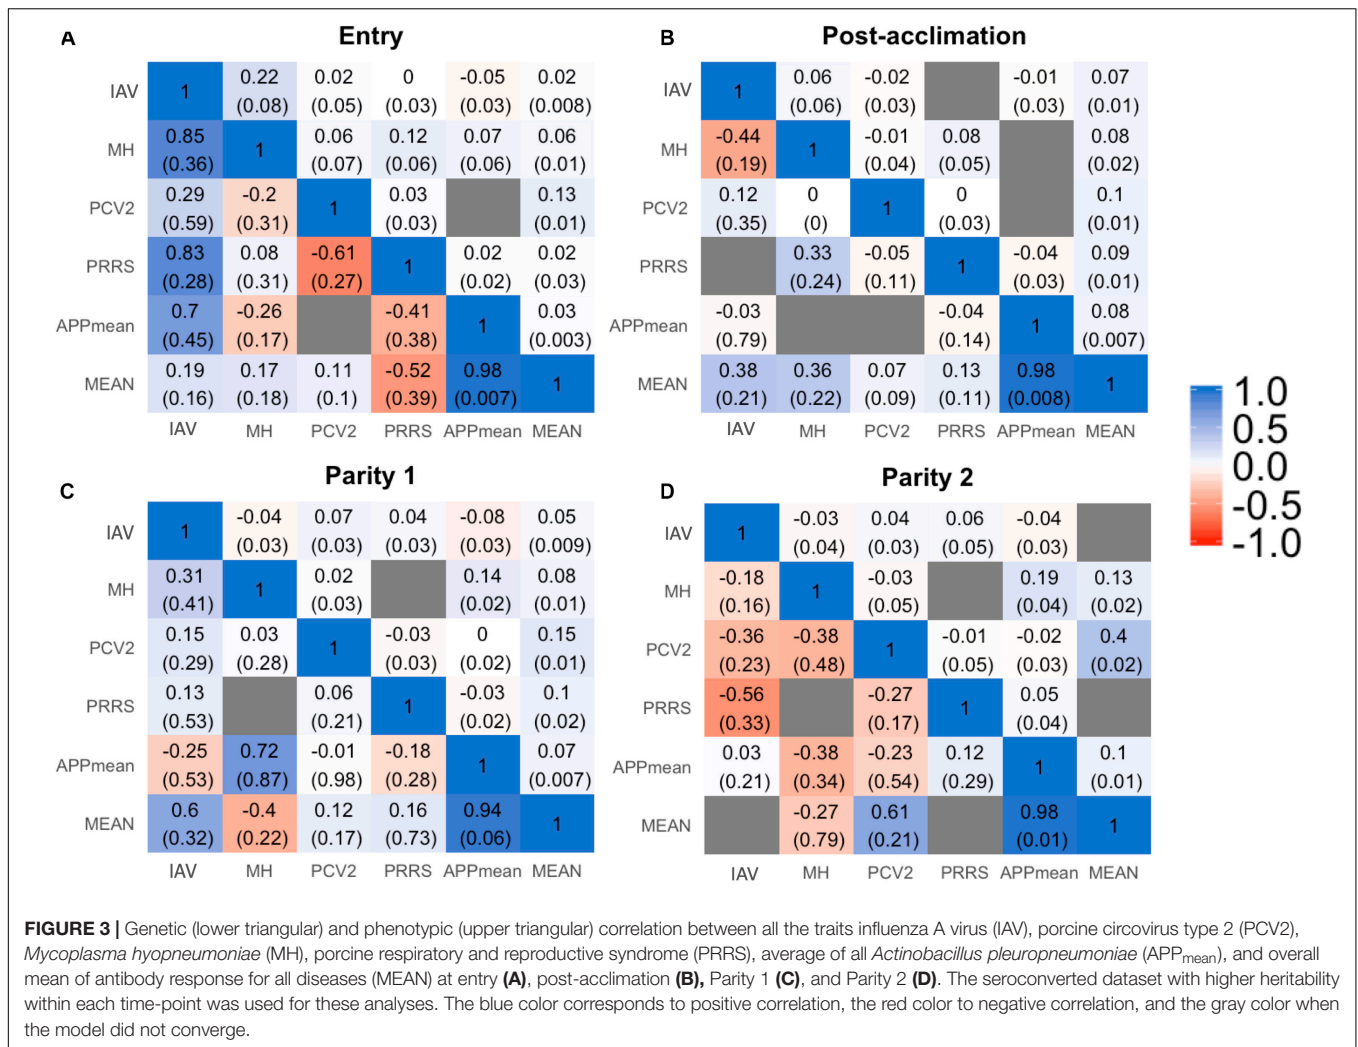 A Entry
IAV 1 0.22 0.02 0 -0.05 0.02
(0.08) (0.05) (0.03) (0.03) (0.008)
MH 0.85 1 0.06 0.12 0.07 0.06
(0.36) (0.07) (0.06) (0.06) (0.01)
PCV2 0.29 -0.2 1 0.03 0.13
(0.59) (0.31) (0.03) (0.01)
PRRS 0.83 0.08 -0.61 1 0.02 0.02
(0.28) (0.31) (0.27) (0.02) (0.03)
APPmean 0.7 -0.26 -0.41 1 0.03
(0.45) (0.17) (0.38) (0.003)
MEAN 0.19 0.17 0.11 -0.52 0.98 1
(0.16) (0.18) (0.1) (0.39) (0.007)
IAV MH PCV2 PRRS APPmean MEAN
B Post-acclimation
IAV 1 0.06 -0.02 -0.01 0.07
(0.06) (0.03) (0.03) (0.01)
MH -0.44 1 -0.01 0.08 0.08
(0.19) (0.04) (0.05) (0.02)
PCV2 0.12 0 1 0 0.1
(0.35) (0) (0.03) (0.01)
PRRS 0.33 -0.05 1 -0.04 0.09
(0.24) (0.11) (0.03) (0.01)
APPmean -0.03 -0.04 1 0.08
(0.79) (0.14) (0.007)
MEAN 0.38 0.36 0.07 0.13 0.98 1
(0.21) (0.22) (0.09) (0.11) (0.008)
IAV MH PCV2 PRRS APPmean MEAN
1.0
0.5
0.0
-0.5
-1.0
C Parity 1
IAV 1 -0.04 0.07 0.04 -0.08 0.05
(0.03) (0.03) (0.03) (0.03) (0.009)
MH 0.31 1 0.02 0.14 0.08
(0.41) (0.03) (0.02) (0.01)
PCV2 0.15 0.03 1 -0.03 0 0.15
(0.29) (0.28) (0.03) (0.02) (0.01)
PRRS 0.13 0.06 1 -0.03 0.1
(0.53) (0.21) (0.02) (0.02)
APPmean -0.25 0.72 -0.01 -0.18 1 0.07
(0.53) (0.87) (0.98) (0.28) (0.007)
MEAN 0.6 -0.4 0.12 0.16 0.94 1
(0.32) (0.22) (0.17) (0.73) (0.06)
IAV MH PCV2 PRRS APPmean MEAN
D Parity 2
IAV 1 -0.03 0.04 0.06 -0.04
(0.04) (0.03) (0.05) (0.03)
MH -0.18 1 -0.03 0.19 0.13
(0.16) (0.05) (0.04) (0.02)
PCV2 -0.36 -0.38 1 -0.01 -0.02 0.4
(0.23) (0.48) (0.05) (0.03) (0.02)
PRRS -0.56 -0.27 1 0.05
(0.33) (0.17) (0.04)
APPmean 0.03 -0.38 -0.23 0.12 1 0.1
(0.21) (0.34) (0.54) (0.29) (0.01)
MEAN -0.27 0.61 0.98 1
(0.79) (0.21) (0.01)
IAV MH PCV2 PRRS APPmean MEAN
FIGURE 3 | Genetic (lower triangular) and phenotypic (upper triangular) correlation between all the traits influenza A virus (IAV), porcine circovirus type 2 (PCV2),
Mycoplasma hyopneumoniae (MH), porcine respiratory and reproductive syndrome (PRRS), average of all Actinobacillus pleuropneumoniae (APPmean), and overall
mean of antibody response for all diseases (MEAN) at entry (A), post-acclimation (B), Parity 1 (C), and Parity 2 (D). The seroconverted dataset with higher heritability
within each time-point was used for these analyses. The blue color corresponds to positive correlation, the red color to negative correlation, and the gray color when
the model did not converge.